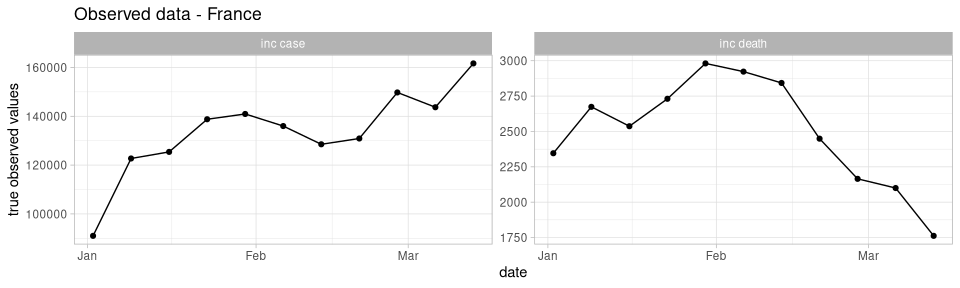 Observed data - France
inc case
inc death
true observed values
160000
140000
120000
100000
3000
2750
2500
2250
2000
1750
Jan
Feb
Mar
Jan
Feb
Mar
date